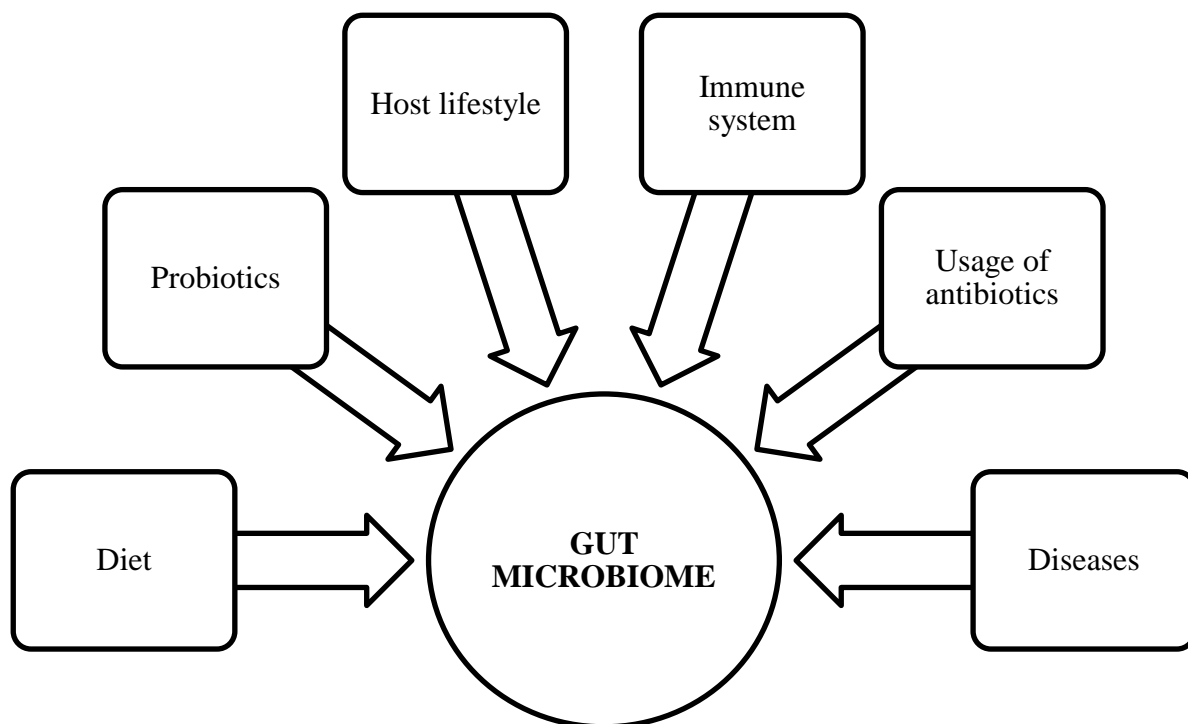 Host lifestyle
Immune
system
Probiotics
Usage of
antibiotics
Diet
GUT
MICROBIOME
Diseases